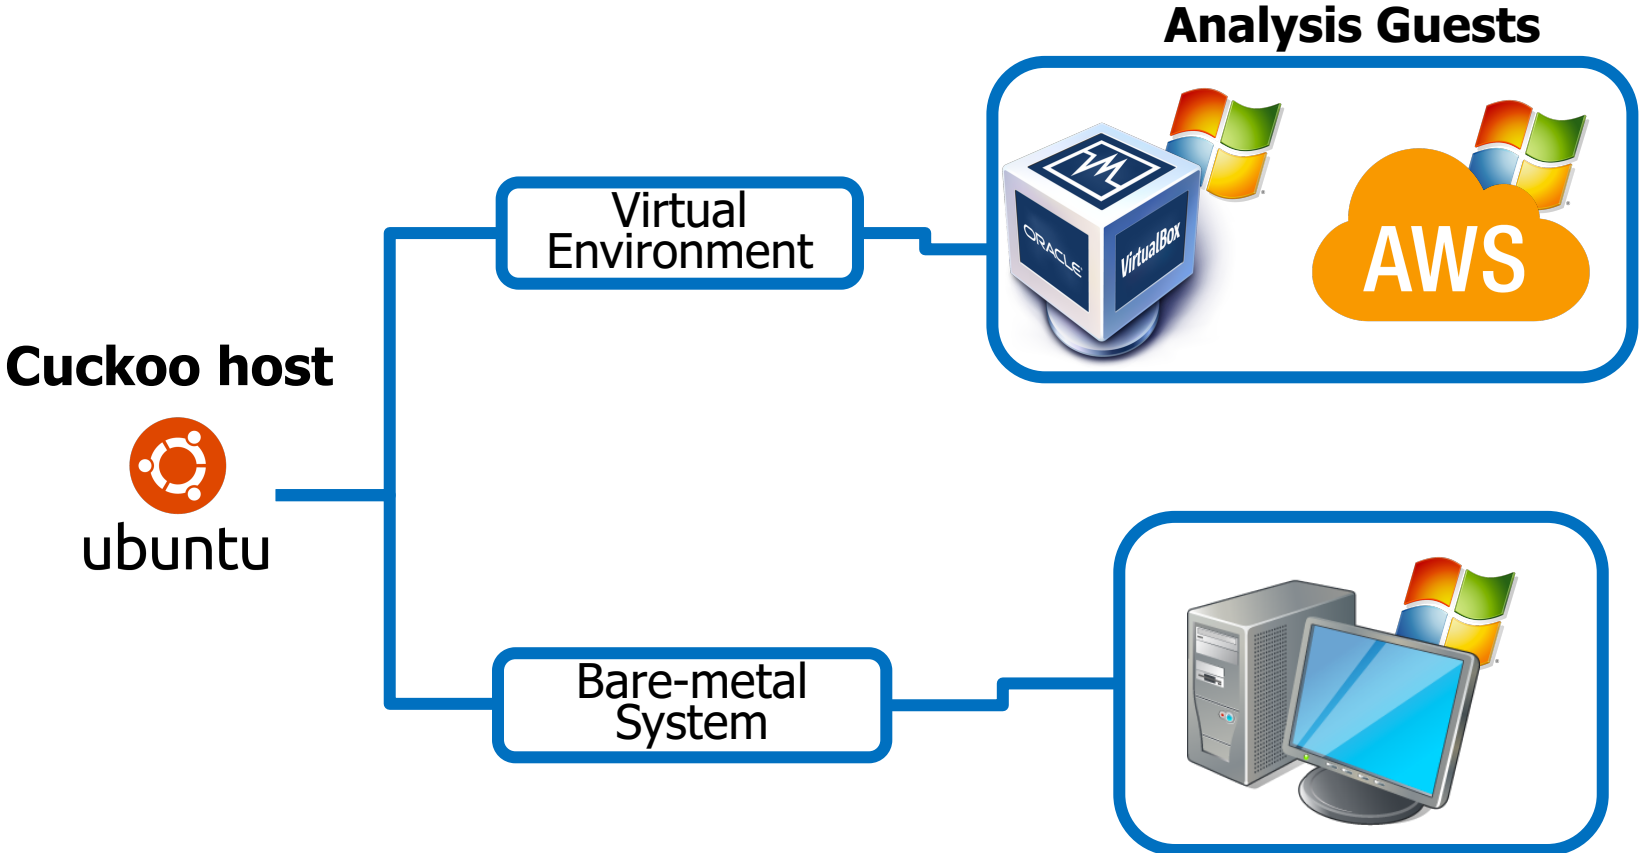 Analysis Guests
Virtual
Environment
ORACLE
VirtualBox
AWS
Cuckoo host
ubuntu
Bare-metal
System